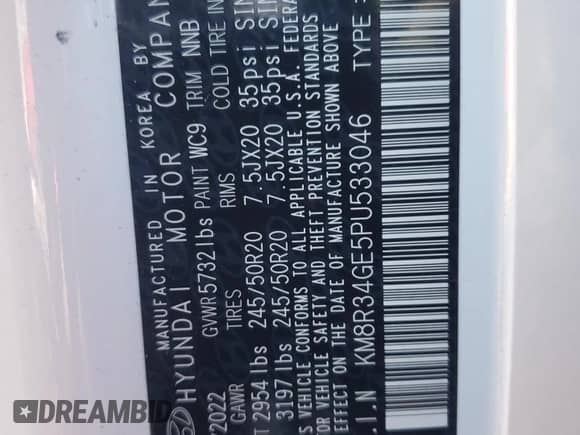 MANUFACTURED IN KOREA BY
HYUNDAI MOTOR COMPAN
2022 GVWR 5732 lbs PAINT WC9 TRIM NNB
GAWR TIRES RIMS COLD TIRE IN
2954 lbs 245/50R20 7.5JX20 35psi SIN
3197 lbs 245/50R20 7.5JX20 35psi SIN
VEHICLE CONFORMS TO ALL APPLICABLE U.S.A. FEDERA
VEHICLE SAFETY AND THEFT PREVENTION STANDARDS
EFFECT ON THE DATE OF MANUFACTURE SHOWN ABOVE
.I.N KM8R34GE5PU533046 TYPE :
DREAMBID